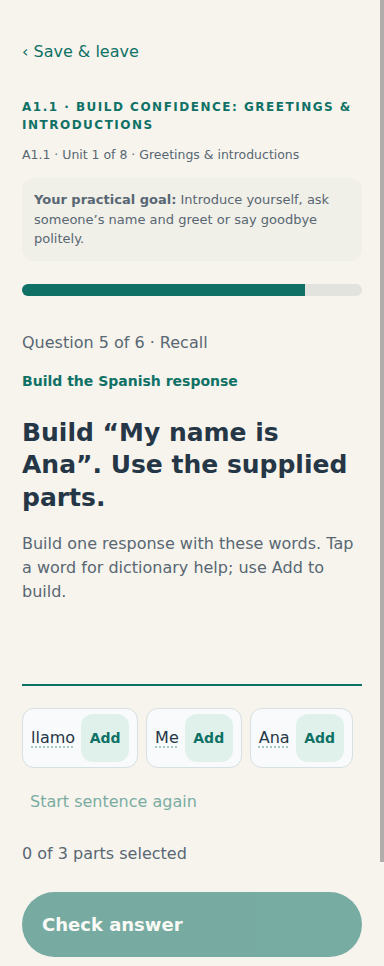 ‹ Save & leave
A1.1 · BUILD CONFIDENCE: GREETINGS &
INTRODUCTIONS
A1.1 · Unit 1 of 8 · Greetings & introductions
Your practical goal: Introduce yourself, ask
someone’s name and greet or say goodbye
politely.
Question 5 of 6 · Recall
Build the Spanish response
Build “My name is
Ana”. Use the supplied
parts.
Build one response with these words. Tap
a word for dictionary help; use Add to
build.
llamo Add Me Add Ana Add
Start sentence again
0 of 3 parts selected
Check answer